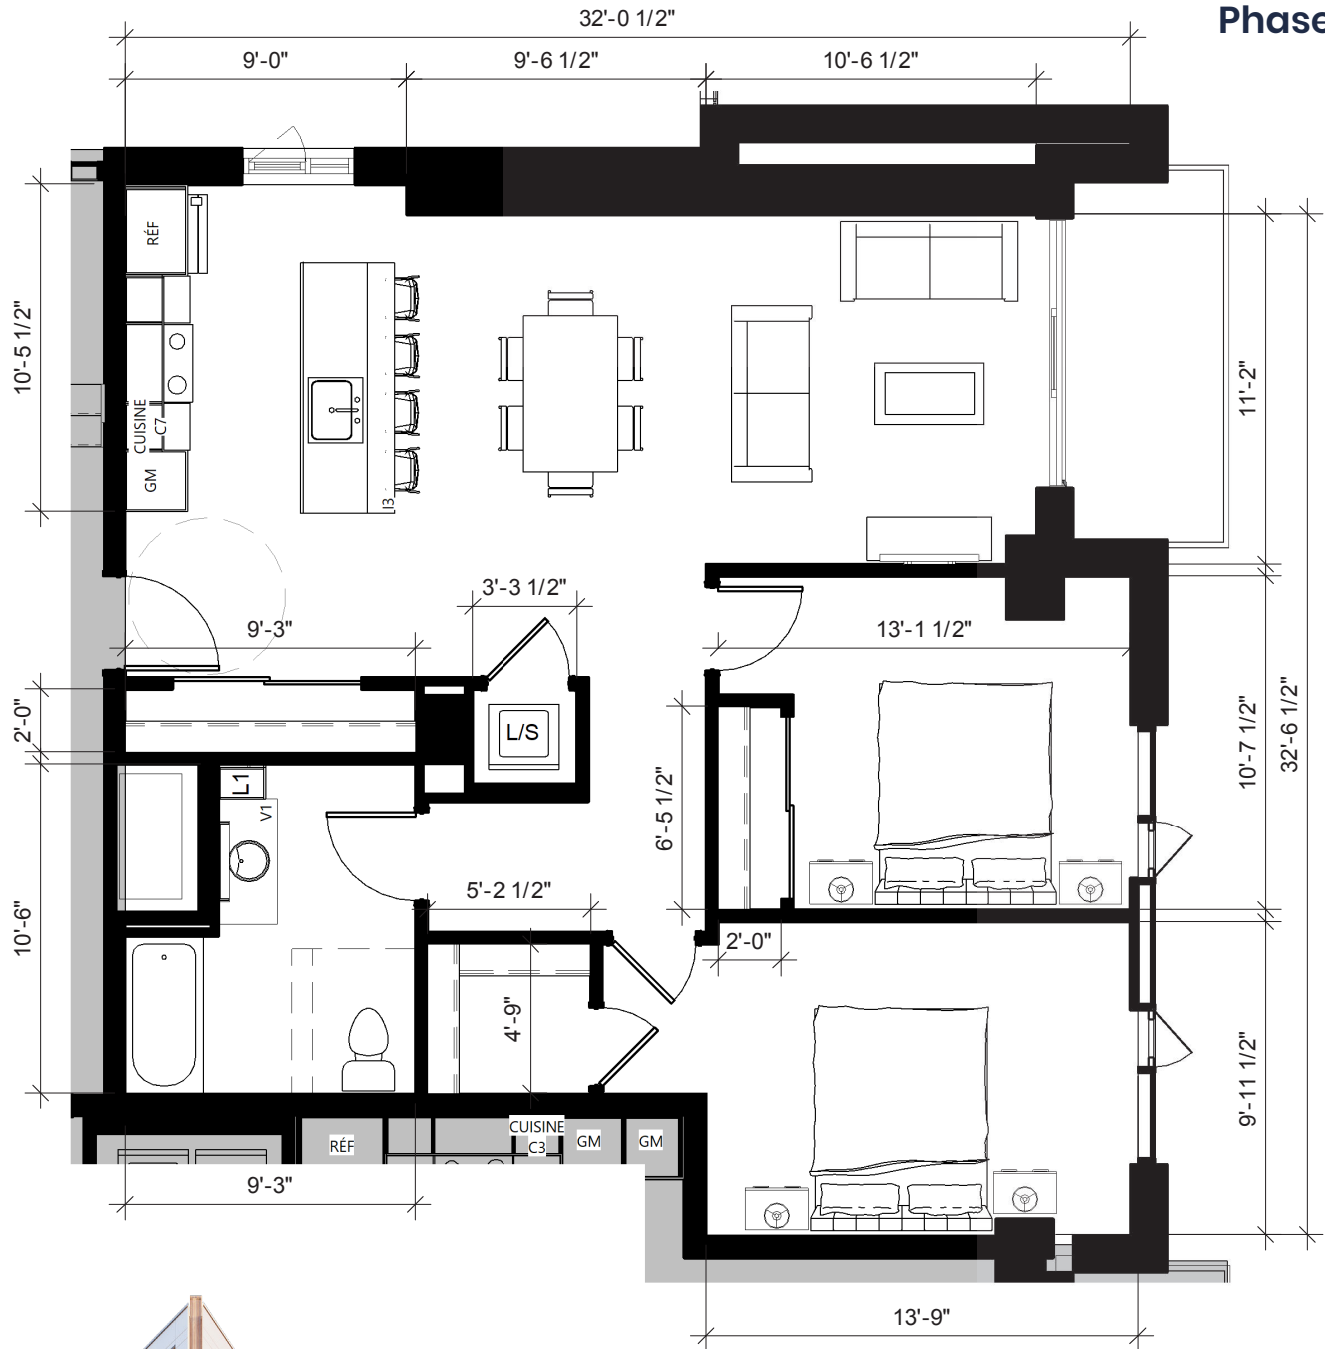 32'-0 1/2"
Phase
9'-0"
9'-6 1/2"
10'-6 1/2"
RÉF
10'-5 1/2"
CUISINE
C7
GM
I3
11'-2"
3'-3 1/2"
9'-3"
13'-1 1/2"
2'-0"
L/S
L1
V1
6'-5 1/2"
10'-7 1/2"
32'-6 1/2"
10'-6"
5'-2 1/2"
2'-0"
4'-9"
9'-11 1/2"
RÉF
CUISINE
C3
GM
GM
9'-3"
13'-9"